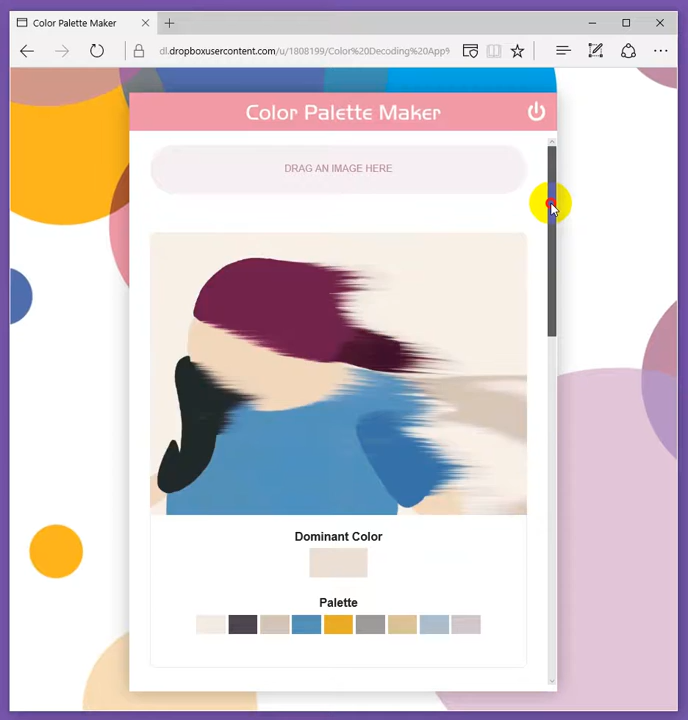 Color Palette Maker
dl.dropboxusercontent.com/u/1808199/Color%20Decoding%20App9
Color Palette Maker
DRAG AN IMAGE HERE
Dominant Color
Palette